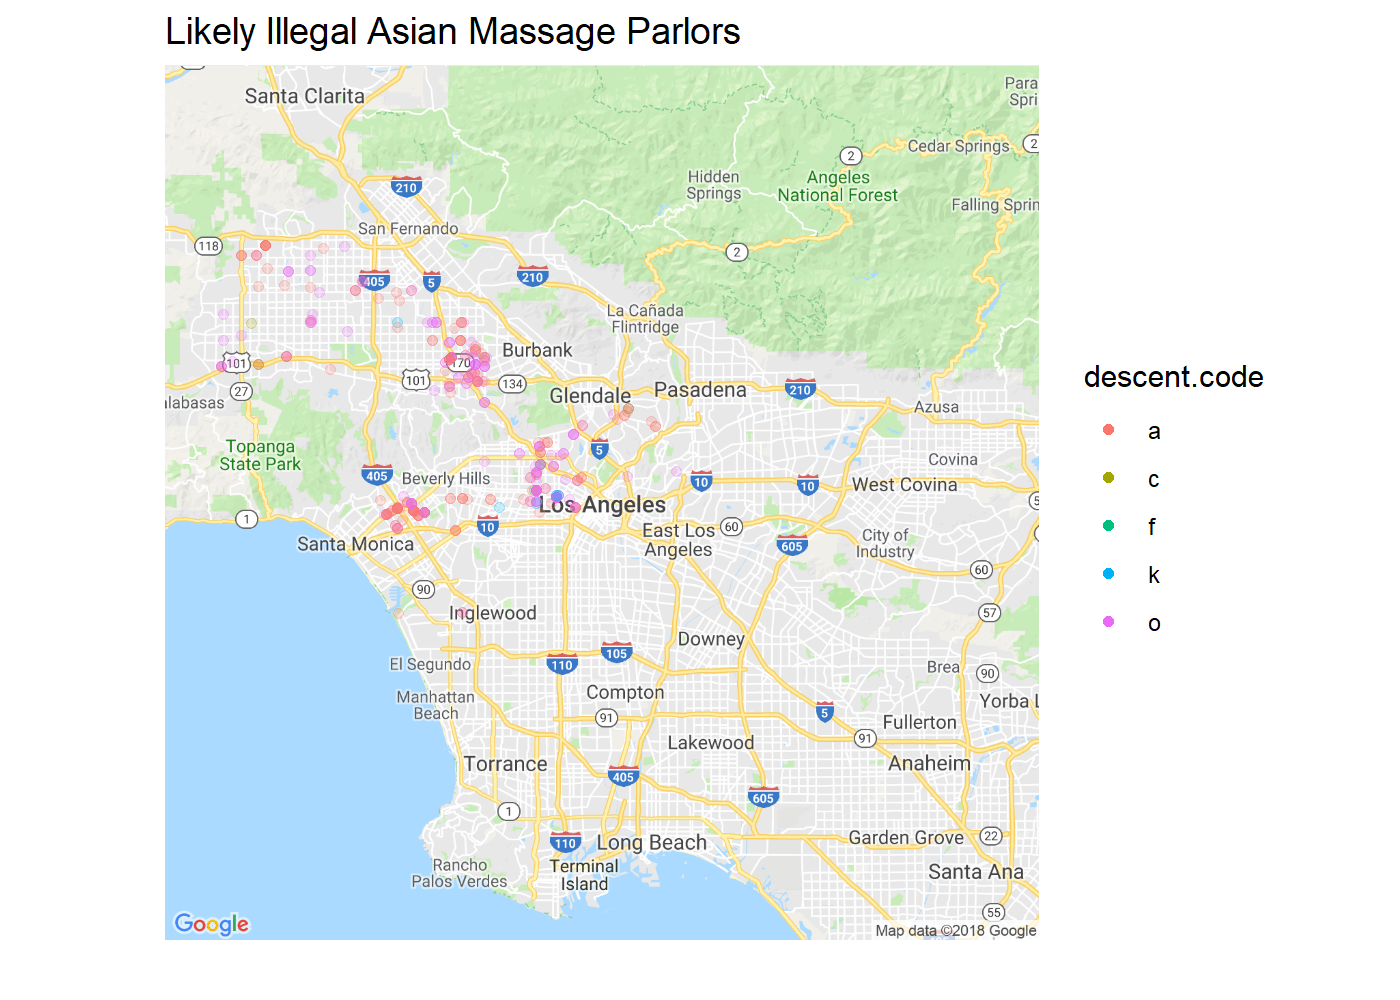 Likely Illegal Asian Massage Parlors
Santa Clarita
Para
Spri
2
Cedar Springs
2
Hidden
Springs
Angeles
National Forest
210
Falling Sprin
San Fernando
118
2
405
5
210
La Cañada
Flintridge
Burbank
101
170
101
134
27
Glendale
Pasadena
210
alabasas
Azusa
Topanga
State Park
5
Covina
405
Beverly Hills
10
10
West Covina
Los Angeles
1
10
East Los
Angeles
60
City of
Industry
605
Santa Monica
60
90
57
Inglewood
Downey
105
110
El Segundo
Brea
90
Compton
Manhattan
Beach
Yorba L
91
5
Fullerton
Lakewood
91
Torrance
Anaheim
405
605
1
110
Long Beach
Garden Grove
22
Rancho
Palos Verdes
Terminal
Island
Santa Ana
55
Google
Map data ©2018 Google
descent.code
a
c
f
k
o